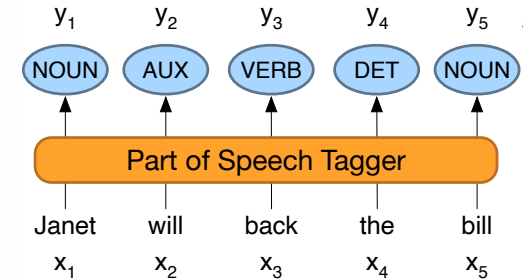 y1 y2 y3 y4 y5
NOUN AUX VERB DET NOUN
Part of Speech Tagger
Janet will back the bill
x1 x2 x3 x4 x5